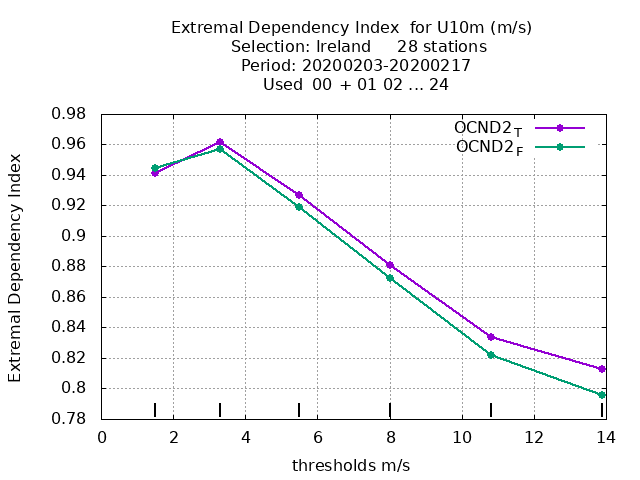 Extremal Dependency Index  for U10m (m/s)
Selection: Ireland     28 stations
Period: 20200203-20200217
Used  00  + 01 02 ... 24
OCND2T
OCND2F
Extremal Dependency Index
0.98
0.96
0.94
0.92
0.9
0.88
0.86
0.84
0.82
0.8
0.78
0 2 4 6 8 10 12 14
thresholds m/s